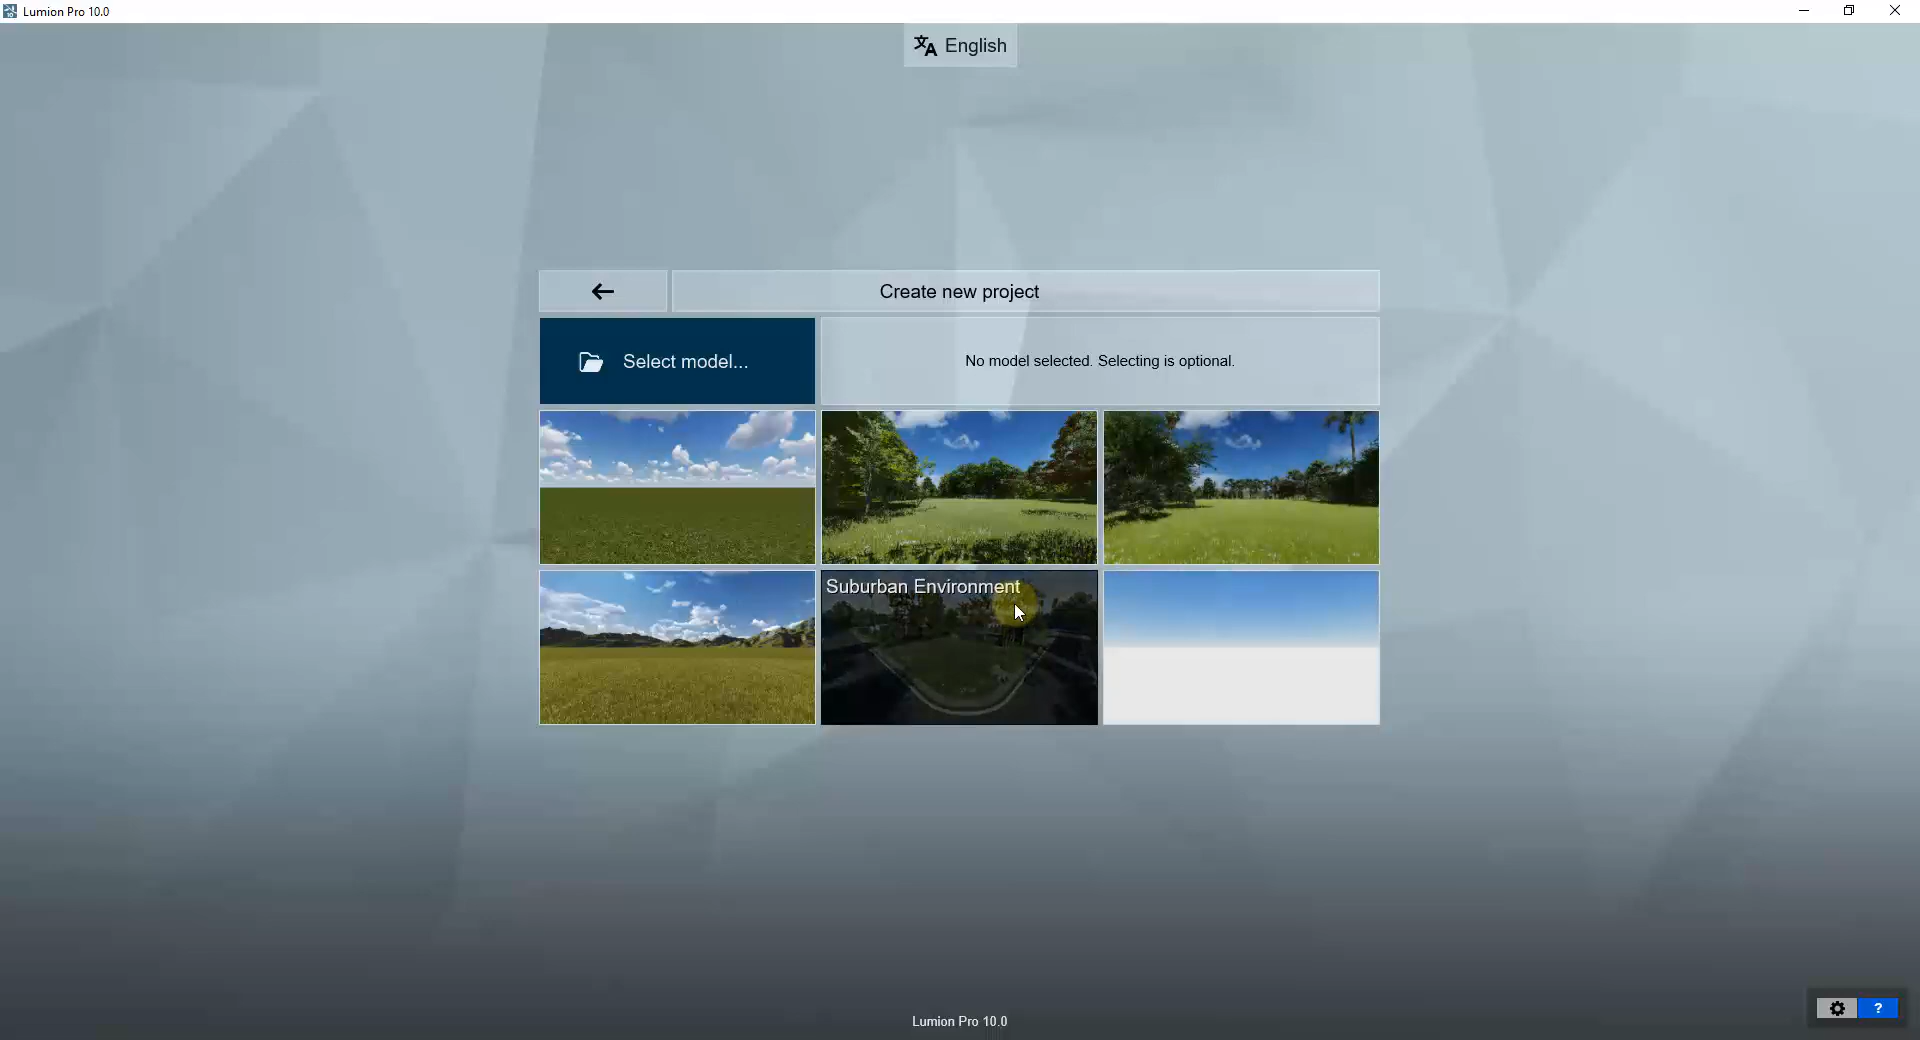 Lumion Pro 10.0
English
Create new project
Select model...
No model selected. Selecting is optional.
Suburban Environment
Lumion Pro 10.0
?